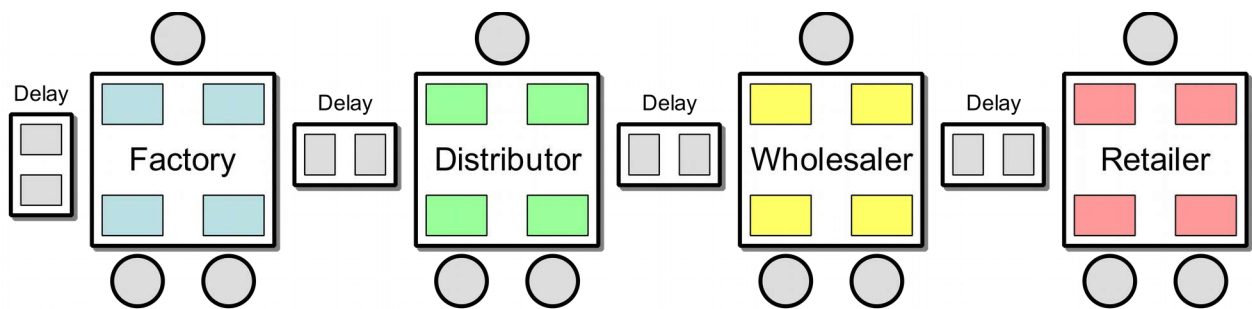 Delay
Factory
Delay
Distributor
Delay
Wholesaler
Delay
Retailer